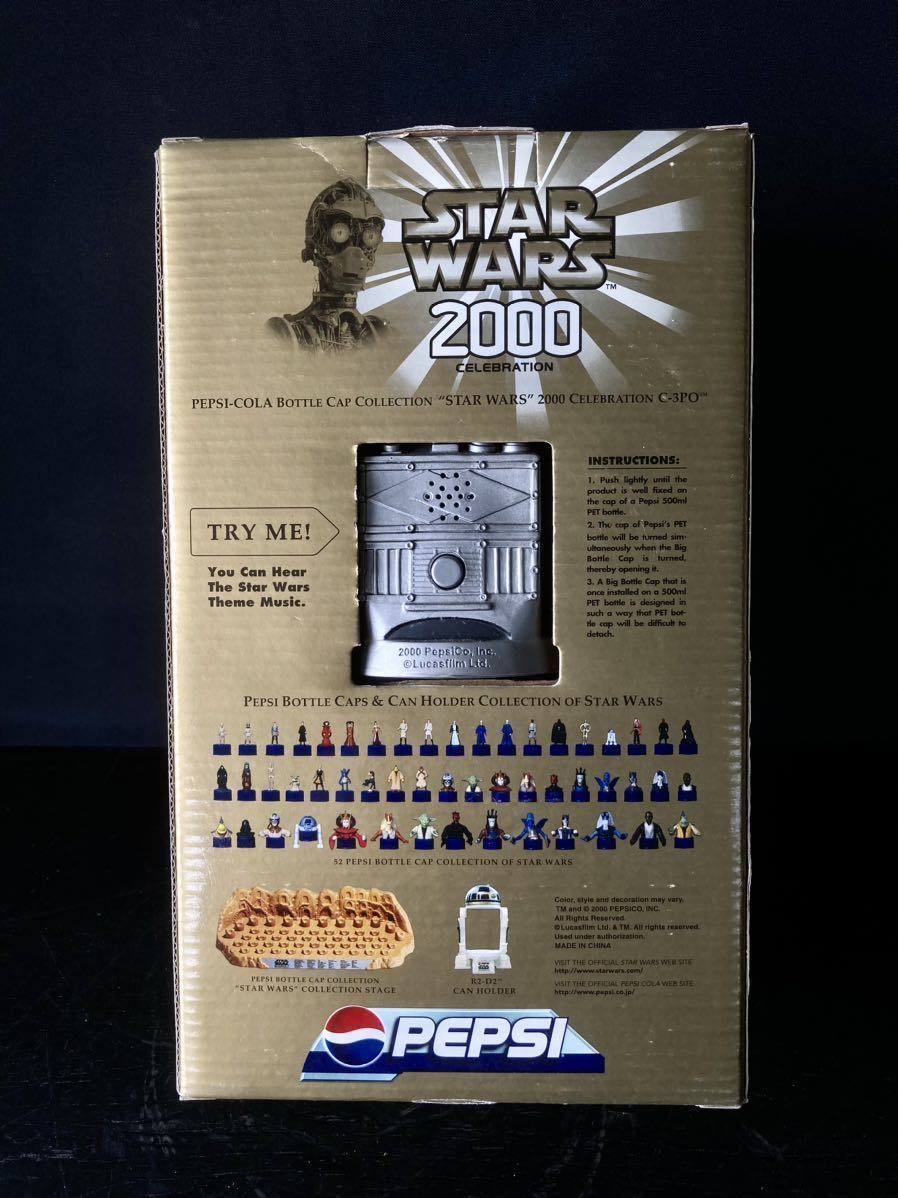 STAR
WARS
™
2000
CELEBRATION
PEPSI-COLA BOTTLE CAP COLLECTION "STAR WARS" 2000 CELEBRATION C-3PO™
TRY ME!
You Can Hear
The Star Wars
Theme Music.
2000 PepsiCo, Inc.
©Lucasfilm Ltd.
INSTRUCTIONS:
1. Push lightly until the
product is well fixed on
the cap of a Pepsi 500ml
PET bottle.
2. The cap of Pepsi's PET
bottle will be turned sim-
ultaneously when the Big
Bottle Cap is turned,
thereby opening it.
3. A Big Bottle Cap that is
once installed on a 500ml
PET bottle is designed in
such a way that PET bot-
tle cap will be difficult to
detach.
PEPSI BOTTLE CAPS & CAN HOLDER COLLECTION OF STAR WARS
52 PEPSI BOTTLE CAP COLLECTION OF STAR WARS
PEPSI BOTTLE CAP COLLECTION
"STAR WARS" COLLECTION STAGE
R2-D2™
CAN HOLDER
Color, style and decoration may vary.
TM and © 2000 PEPSICO, INC.
All Rights Reserved.
©Lucasfilm Ltd. & TM. All rights reserved.
Used under authorization.
MADE IN CHINA
VISIT THE OFFICIAL STAR WARS WEB SITE
http://www.starwars.com/
VISIT THE OFFICIAL PEPSI COLA WEB SITE
http://www.pepsi.co.jp/
PEPSI